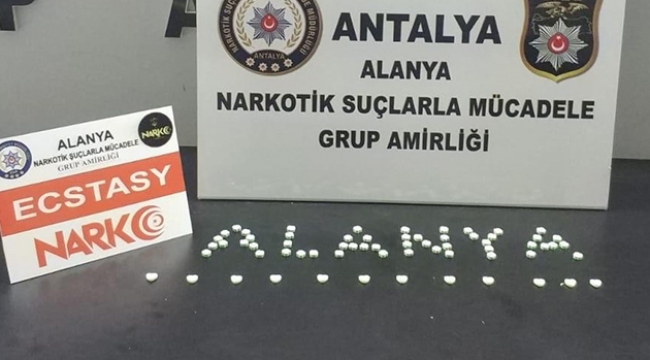 ANTALYA
ALANYA
NARKOTİK SUÇLARLA MÜCADELE
GRUP AMİRLİĞİ
ANTALYA
ALANYA
NARKOTİK SUÇLARLA MÜCADELE
GRUP AMİRLİĞİ
NARKO
ECSTASY
NARKO
ALANYA